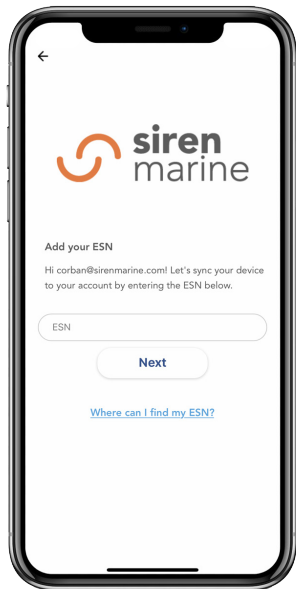 siren
marine
Add your ESN
Hi corban@sirenmarine.com! Let's sync your device
to your account by entering the ESN below.
ESN
Next
Where can I find my ESN?